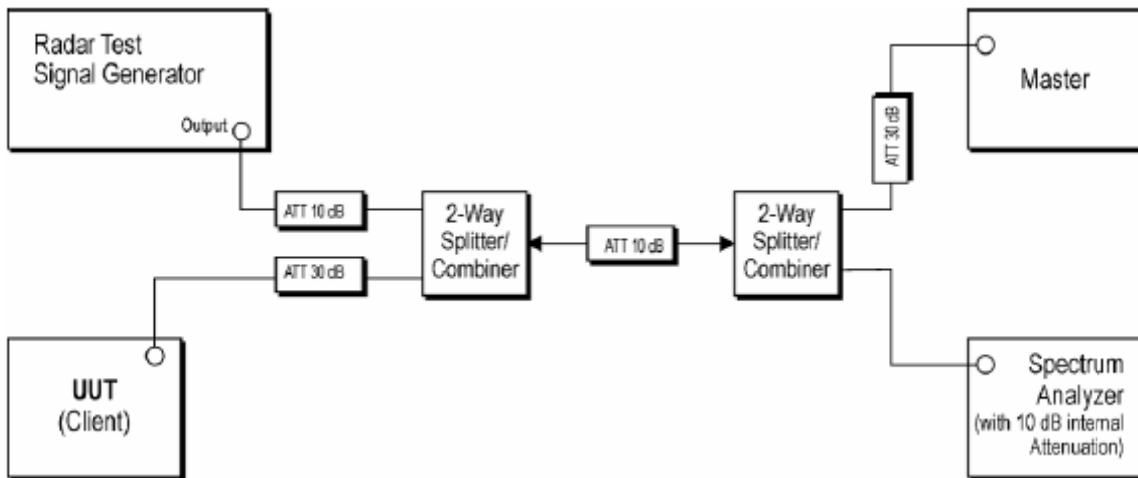 Radar Test
Signal Generator
Output
ATT 10 dB
2-Way
Splitter/
Combiner
ATT 30 dB
UUT
(Client)
ATT 10 dB
2-Way
Splitter/
Combiner
ATT 30 dB
Master
Spectrum
Analyzer
(with 10 dB internal
Attenuation)